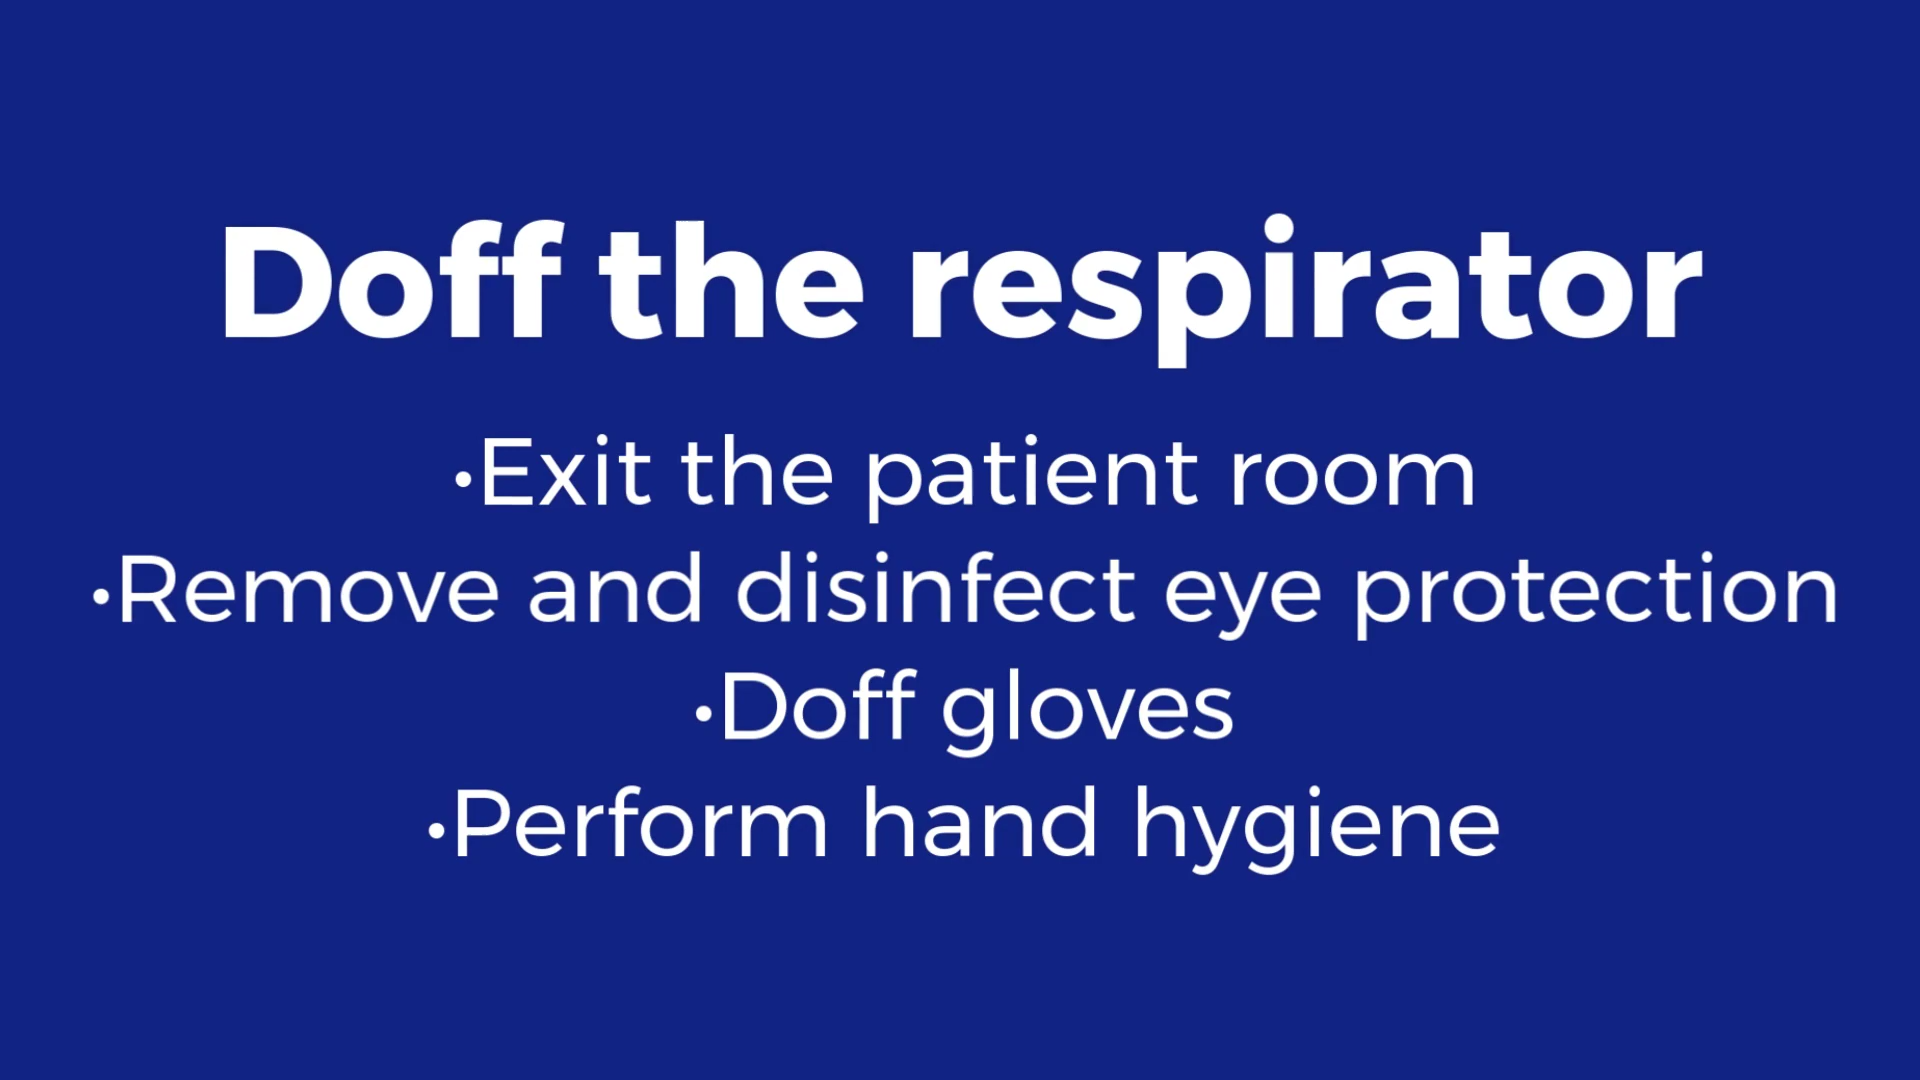 Doff the respirator
•Exit the patient room
•Remove and disinfect eye protection
•Doff gloves
•Perform hand hygiene